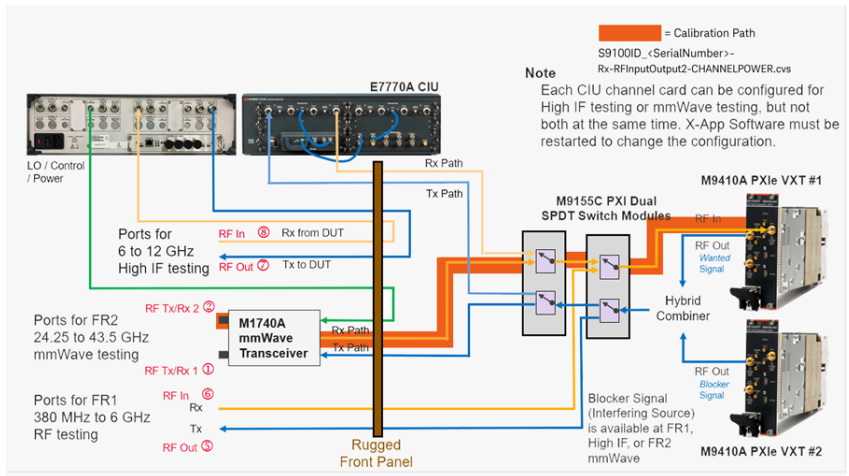 = Calibration Path
S9100ID_<SerialNumber>-
Rx-RFInputOutput2-CHANNELPOWER.cvs
Note
Each CIU channel card can be configured for
High IF testing or mmWave testing, but not
both at the same time. X-App Software must be
restarted to change the configuration.
E7770A CIU
LO / Control
/ Power
Rx Path
Tx Path
M9410A PXIe VXT #1
M9155C PXI Dual
SPDT Switch Modules
RF In
RF Out
Wanted
Signal
Ports for
6 to 12 GHz
High IF testing
RF In ⑧ Rx from DUT
RF Out ⑦ Tx to DUT
Hybrid
Combiner
RF Tx/Rx 2 ②
Ports for FR2
24.25 to 43.5 GHz
mmWave testing
M1740A
mmWave
Transceiver
Rx Path
Tx Path
RF Tx/Rx 1 ①
RF Out
Blocker
Signal
Ports for FR1
380 MHz to 6 GHz
RF testing
RF In ⑥
Rx
Tx
RF Out ⑤
Blocker Signal
(Interfering Source)
is available at FR1,
High IF, or FR2
mmWave
Rugged
Front Panel
M9410A PXIe VXT #2